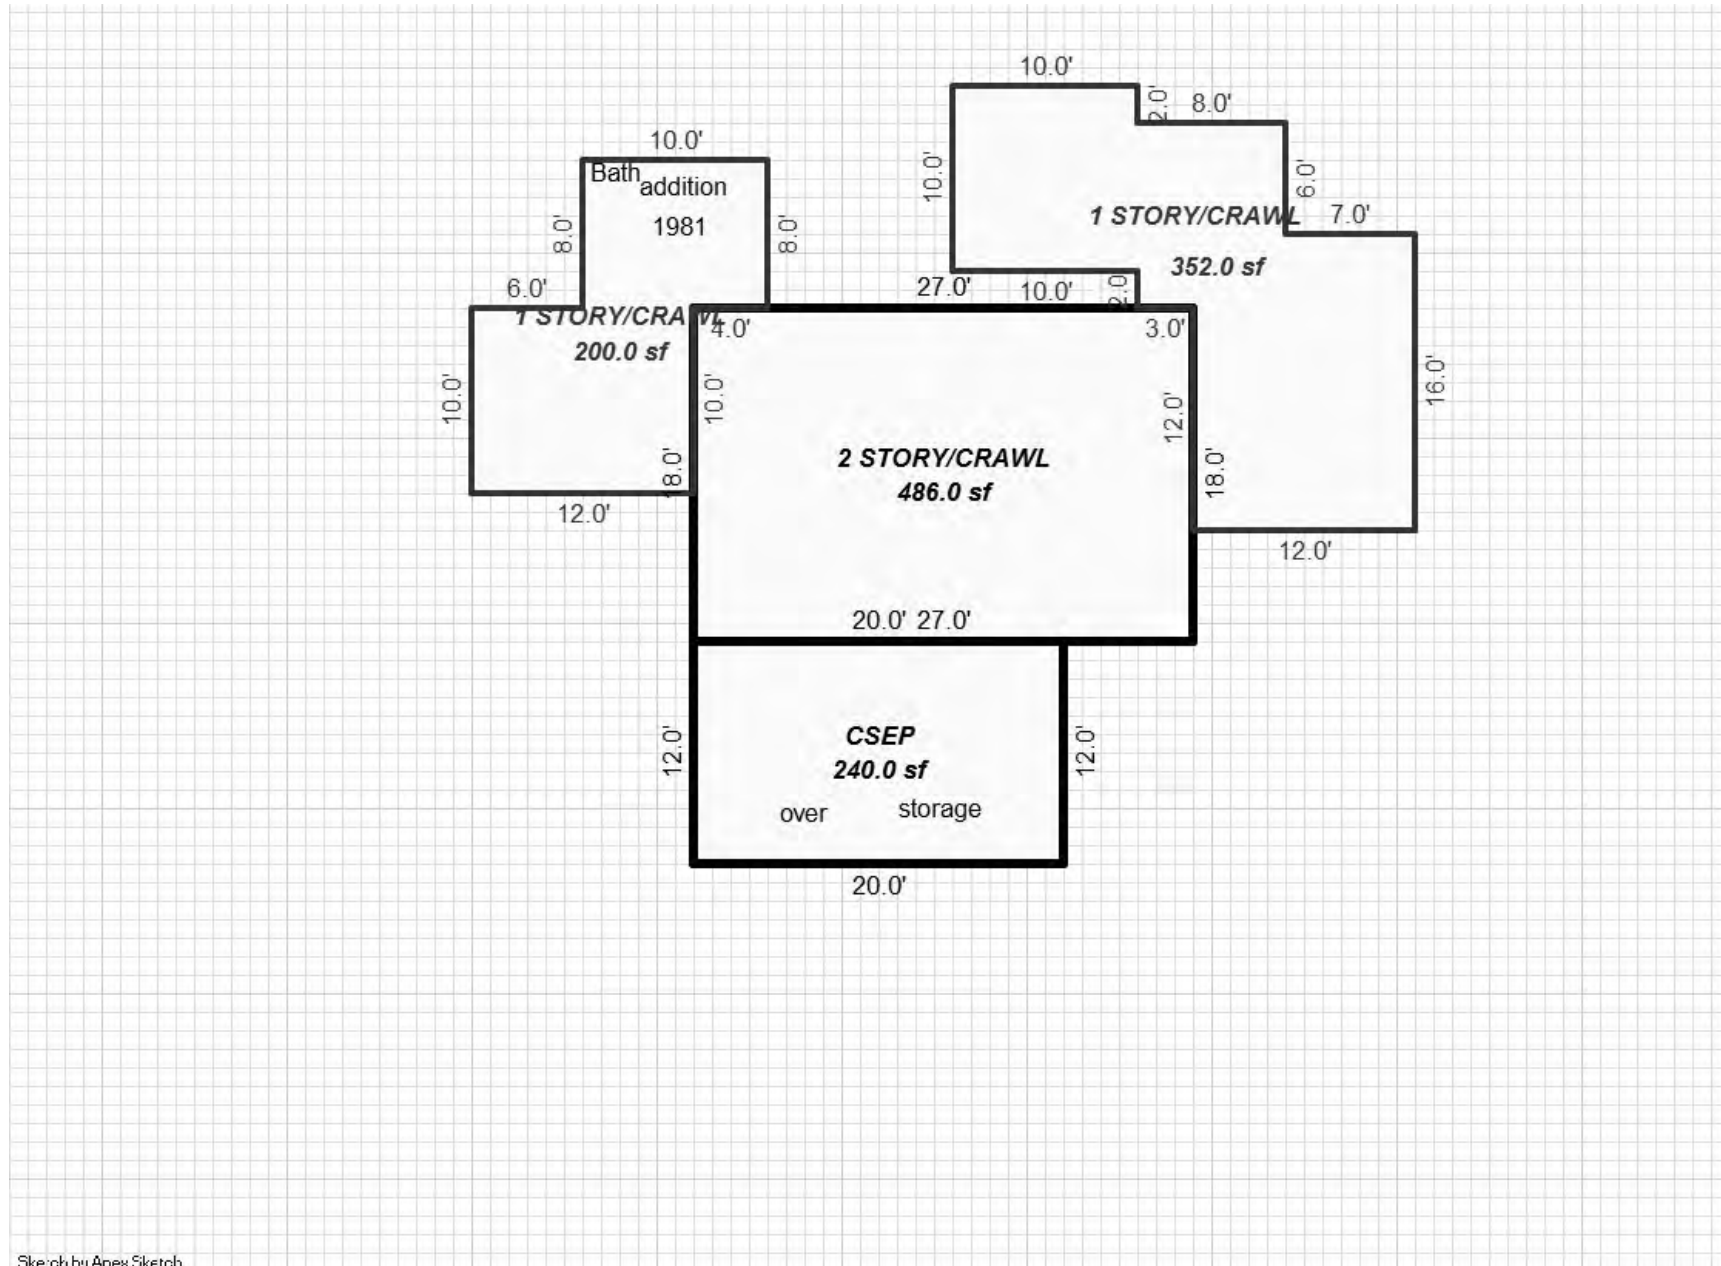 10.0'
2.0'
8.0'
10.0'
6.0'
7.0'
1 STORY/CRAWL
352.0 sf
16.0'
12.0'
10.0'
2.0'
3.0'
12.0'
18.0'
10.0'
Bath addition
1981
8.0'
8.0'
6.0'
1 STORY/CRAWL
200.0 sf
10.0'
12.0'
4.0'
10.0'
18.0'
27.0'
2 STORY/CRAWL
486.0 sf
20.0' 27.0'
12.0'
CSEP
240.0 sf
over storage
12.0'
20.0'
Sketch by Apex Sketch